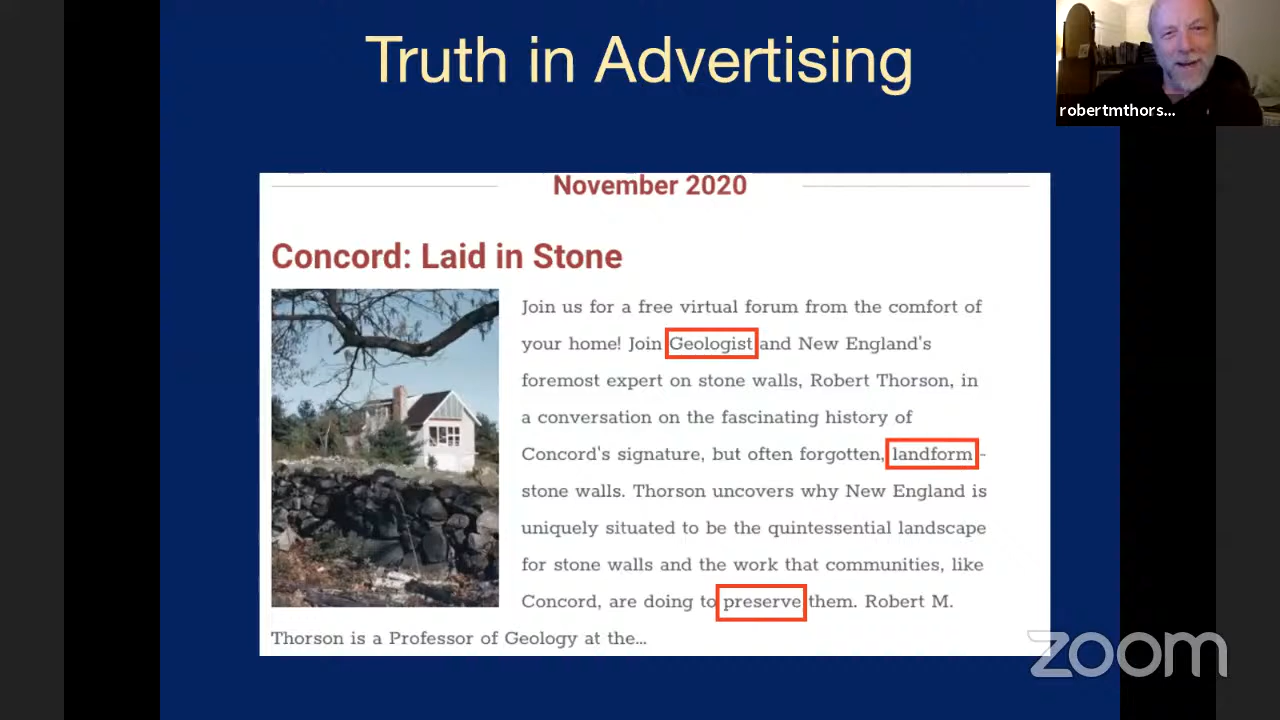 Truth in Advertising
robertmthors...
November 2020
Concord: Laid in Stone
Join us for a free virtual forum from the comfort of
your home! Join Geologist and New England's
foremost expert on stone walls, Robert Thorson, in
a conversation on the fascinating history of
Concord's signature, but often forgotten, landform -
stone walls. Thorson uncovers why New England is
uniquely situated to be the quintessential landscape
for stone walls and the work that communities, like
Concord, are doing to preserve them. Robert M.
Thorson is a Professor of Geology at the...
zoom